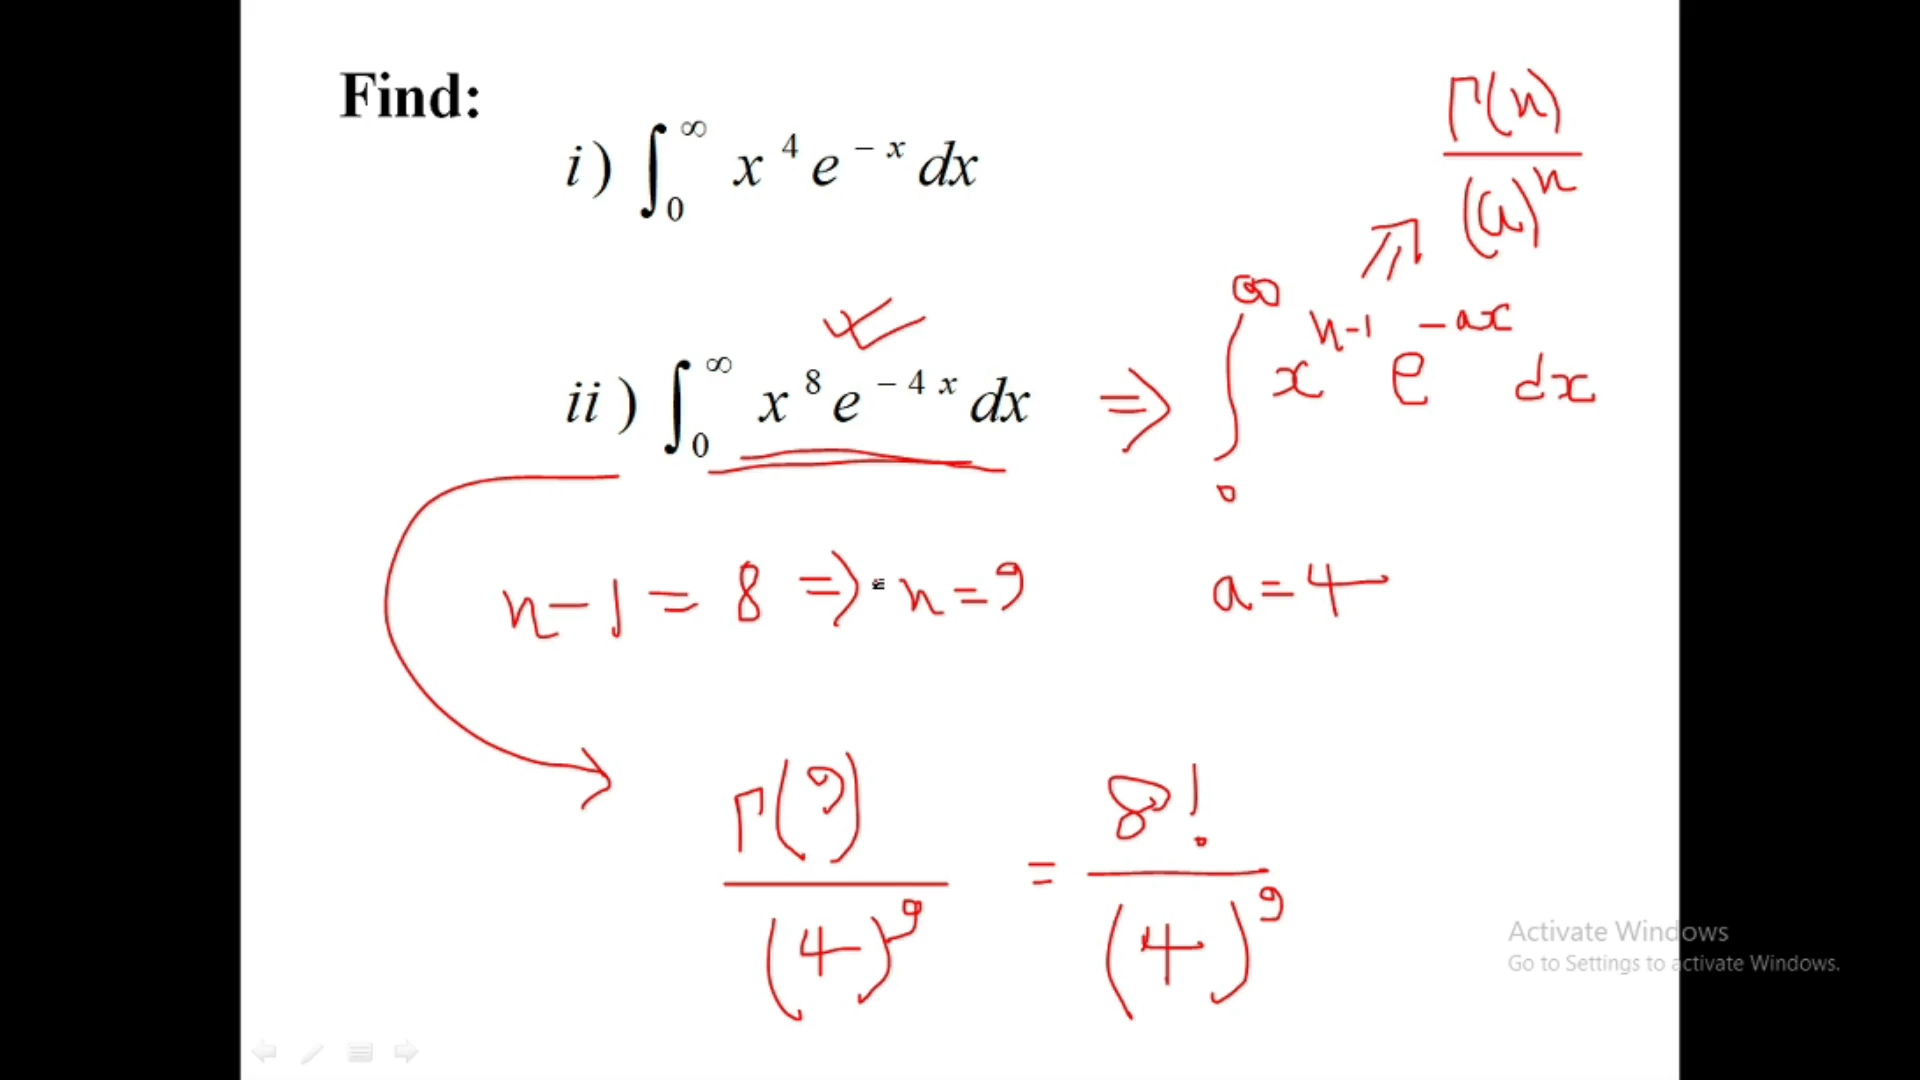 Find:
i) ∫₀^∞ x⁴ e⁻ˣ dx
Γ(n) / (a)ⁿ
⇗
ii) ∫₀^∞ x⁸ e⁻⁴ˣ dx ⇒ ∫₀^∞ xⁿ⁻¹ e⁻ᵃˣ dx
n-1 = 8 ⇒ n = 9 a = 4
Γ(9) / (4)⁹ = 8! / (4)⁹
Activate Windows
Go to Settings to activate Windows.